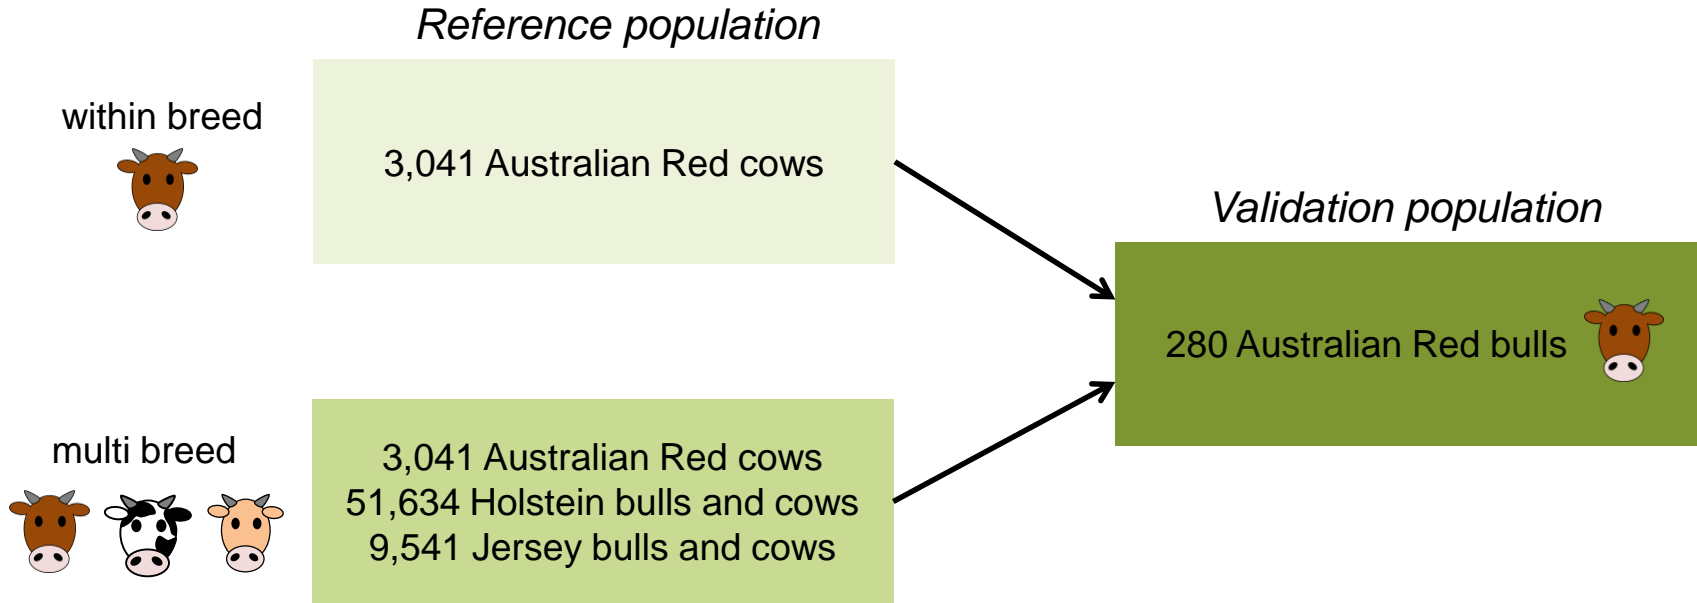 Reference population
within breed
3,041 Australian Red cows
Validation population
280 Australian Red bulls
multi breed
3,041 Australian Red cows
51,634 Holstein bulls and cows
9,541 Jersey bulls and cows